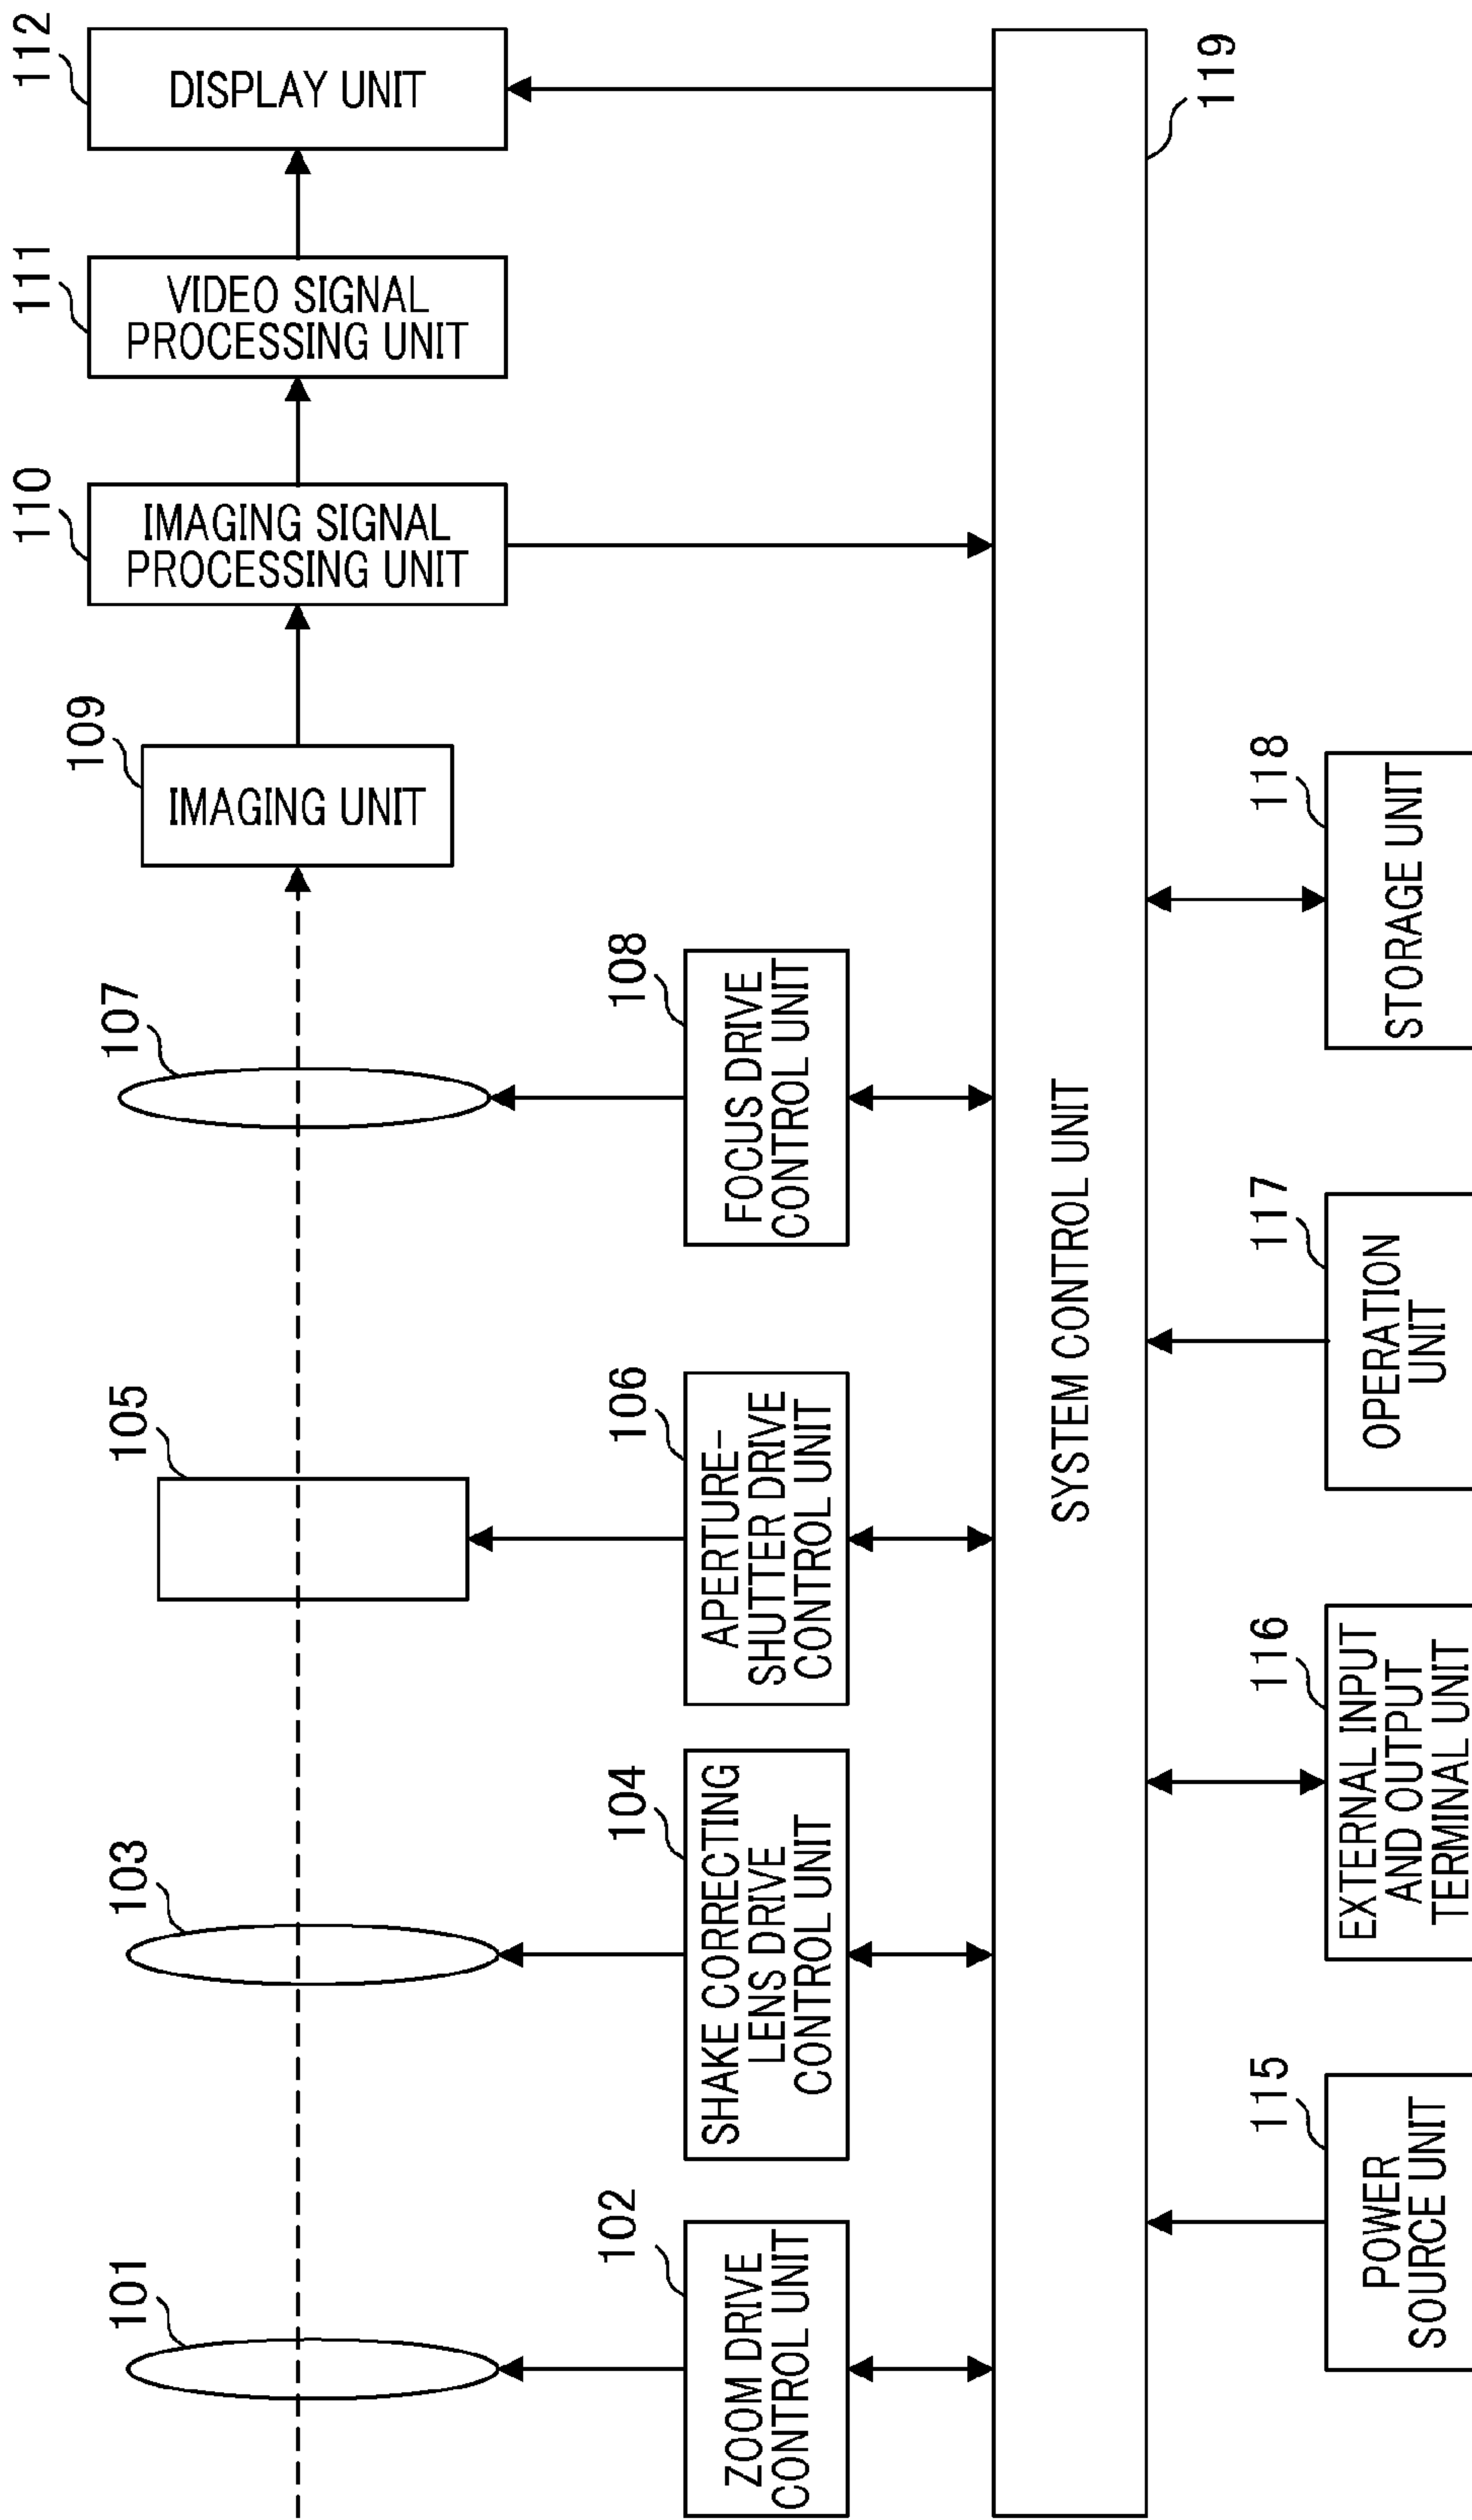 112
DISPLAY UNIT
111
VIDEO SIGNAL
PROCESSING UNIT
110
IMAGING SIGNAL
PROCESSING UNIT
109
IMAGING UNIT
107
108
FOCUS DRIVE
CONTROL UNIT
105
106
APERTURE-
SHUTTER DRIVE
CONTROL UNIT
103
104
SHAKE CORRECTING
LENS DRIVE
CONTROL UNIT
101
102
ZOOM DRIVE
CONTROL UNIT
119
SYSTEM CONTROL UNIT
118
STORAGE UNIT
117
OPERATION
UNIT
116
EXTERNAL INPUT
AND OUTPUT
TERMINAL UNIT
115
POWER
SOURCE UNIT